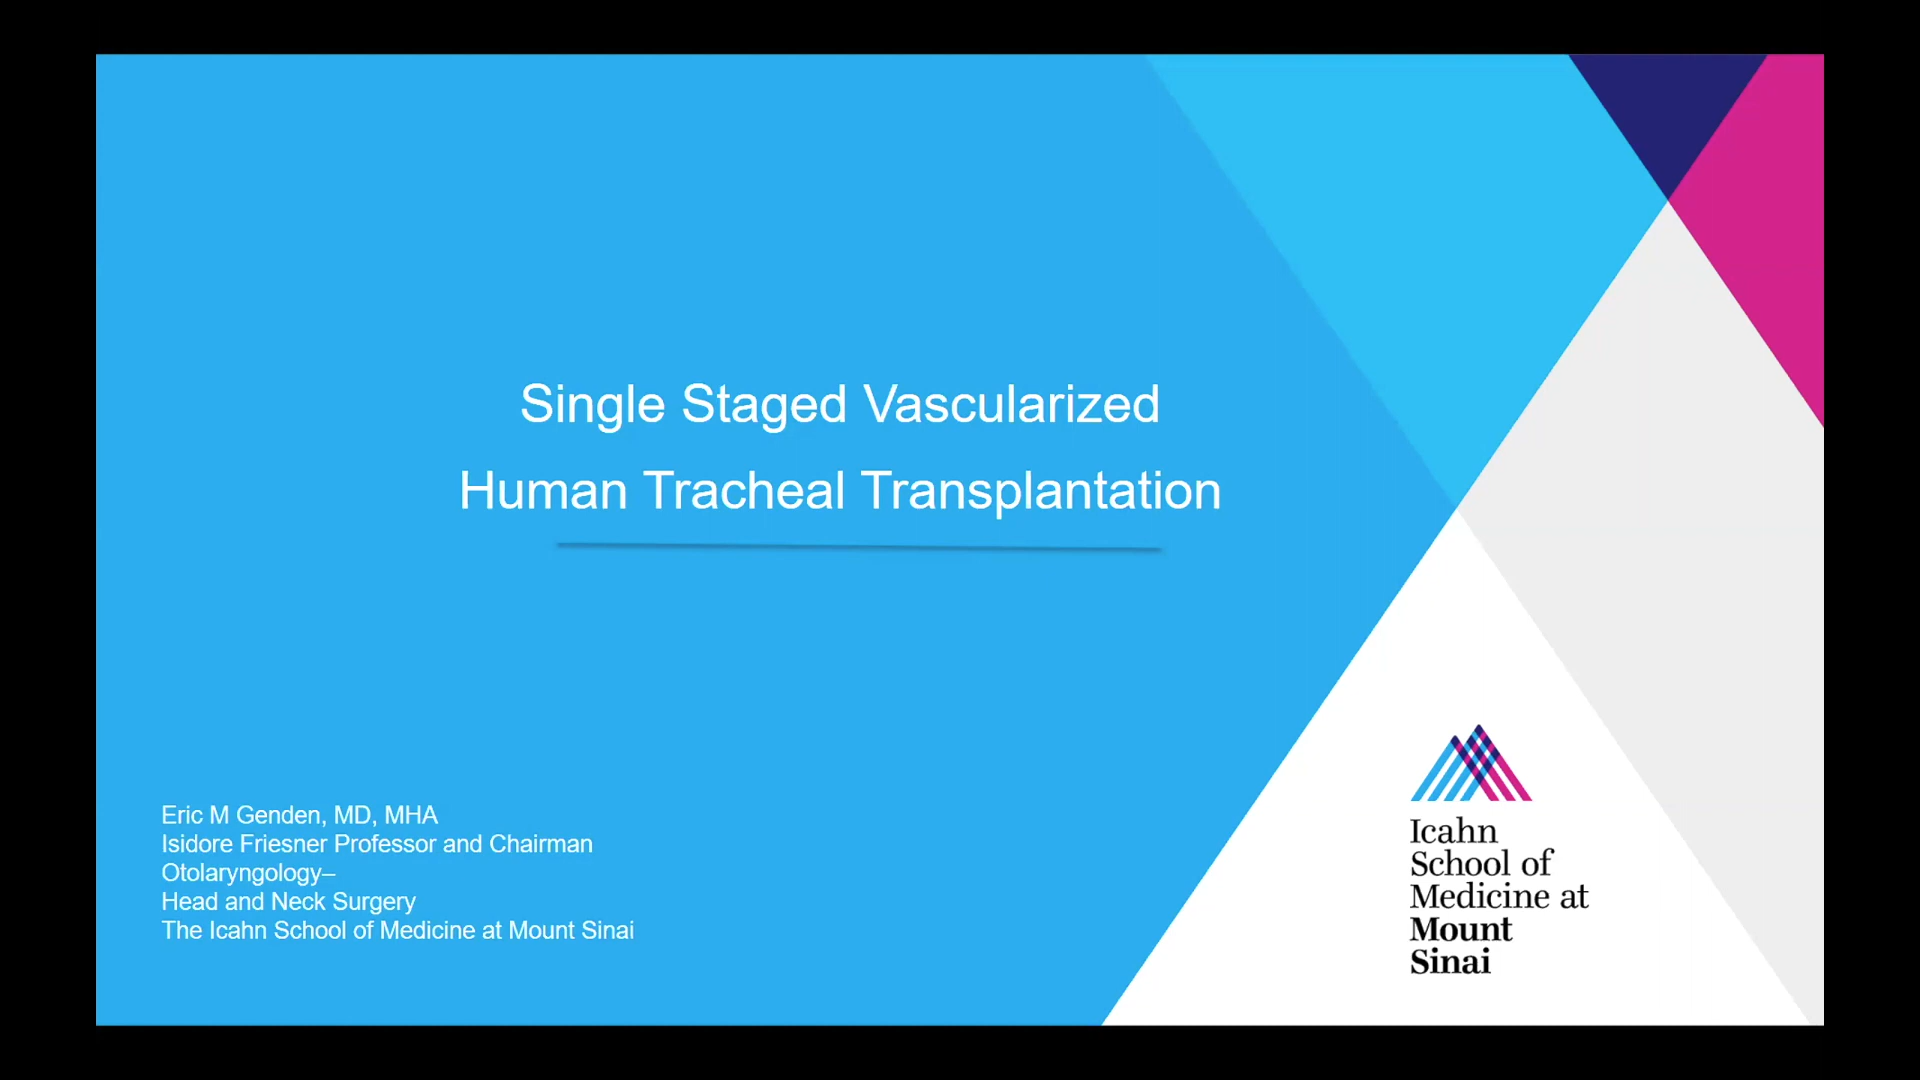 Single Staged Vascularized
Human Tracheal Transplantation
Eric M Genden, MD, MHA
Isidore Friesner Professor and Chairman
Otolaryngology–
Head and Neck Surgery
The Icahn School of Medicine at Mount Sinai
Icahn
School of
Medicine at
Mount
Sinai